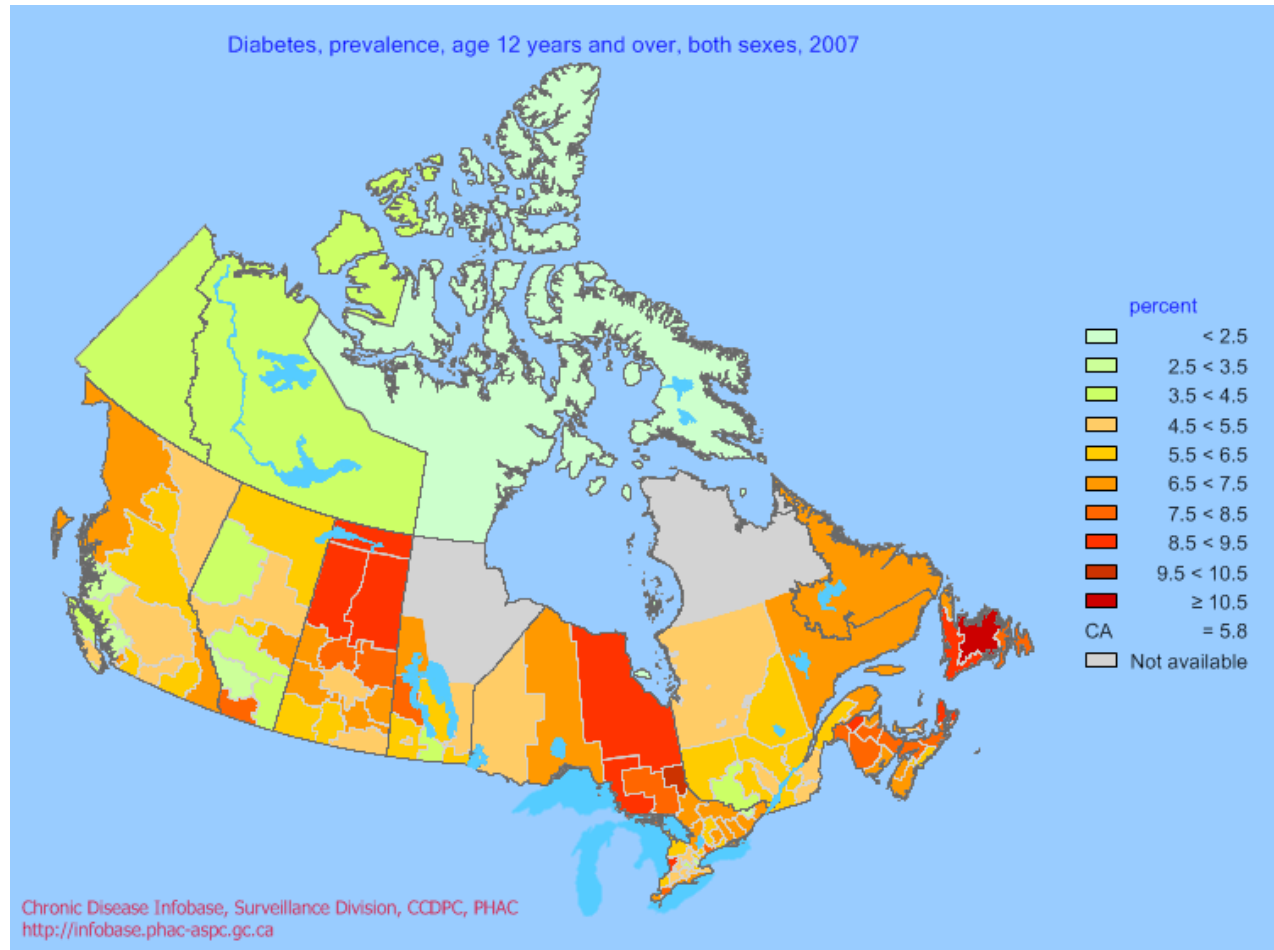 Diabetes, prevalence, age 12 years and over, both sexes, 2007
percent
< 2.5
2.5 < 3.5
3.5 < 4.5
4.5 < 5.5
5.5 < 6.5
6.5 < 7.5
7.5 < 8.5
8.5 < 9.5
9.5 < 10.5
≥ 10.5
CA = 5.8
Not available
Chronic Disease Infobase, Surveillance Division, CCDPC, PHAC
http://infobase.phac-aspc.gc.ca